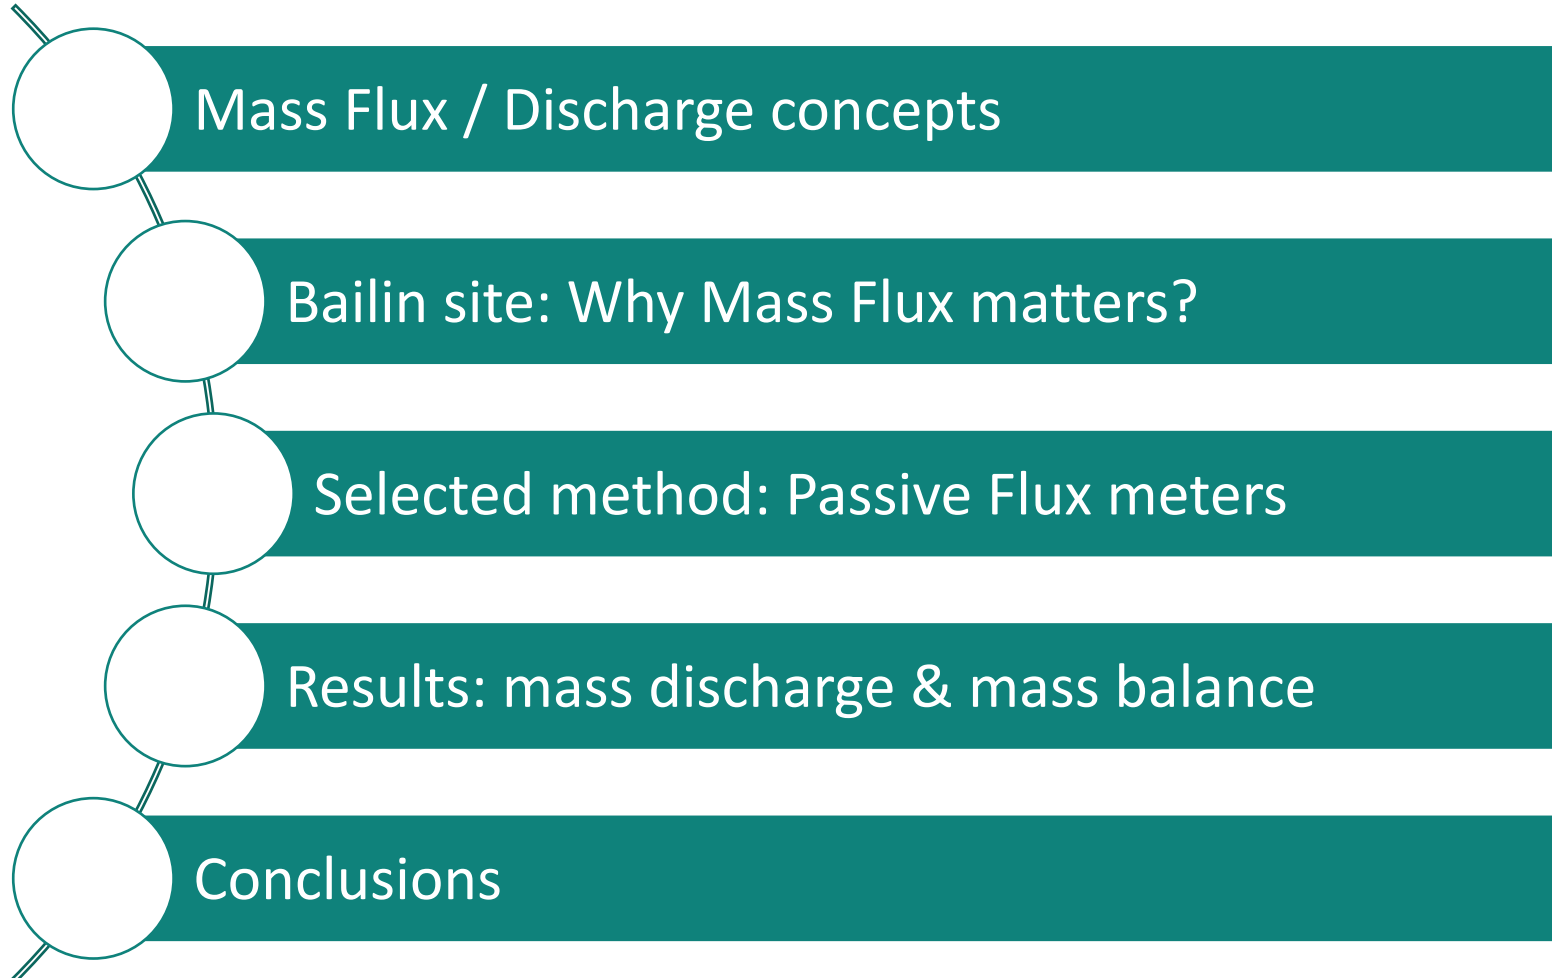 Mass Flux / Discharge concepts
Bailin site: Why Mass Flux matters?
Selected method: Passive Flux meters
Results: mass discharge & mass balance
Conclusions